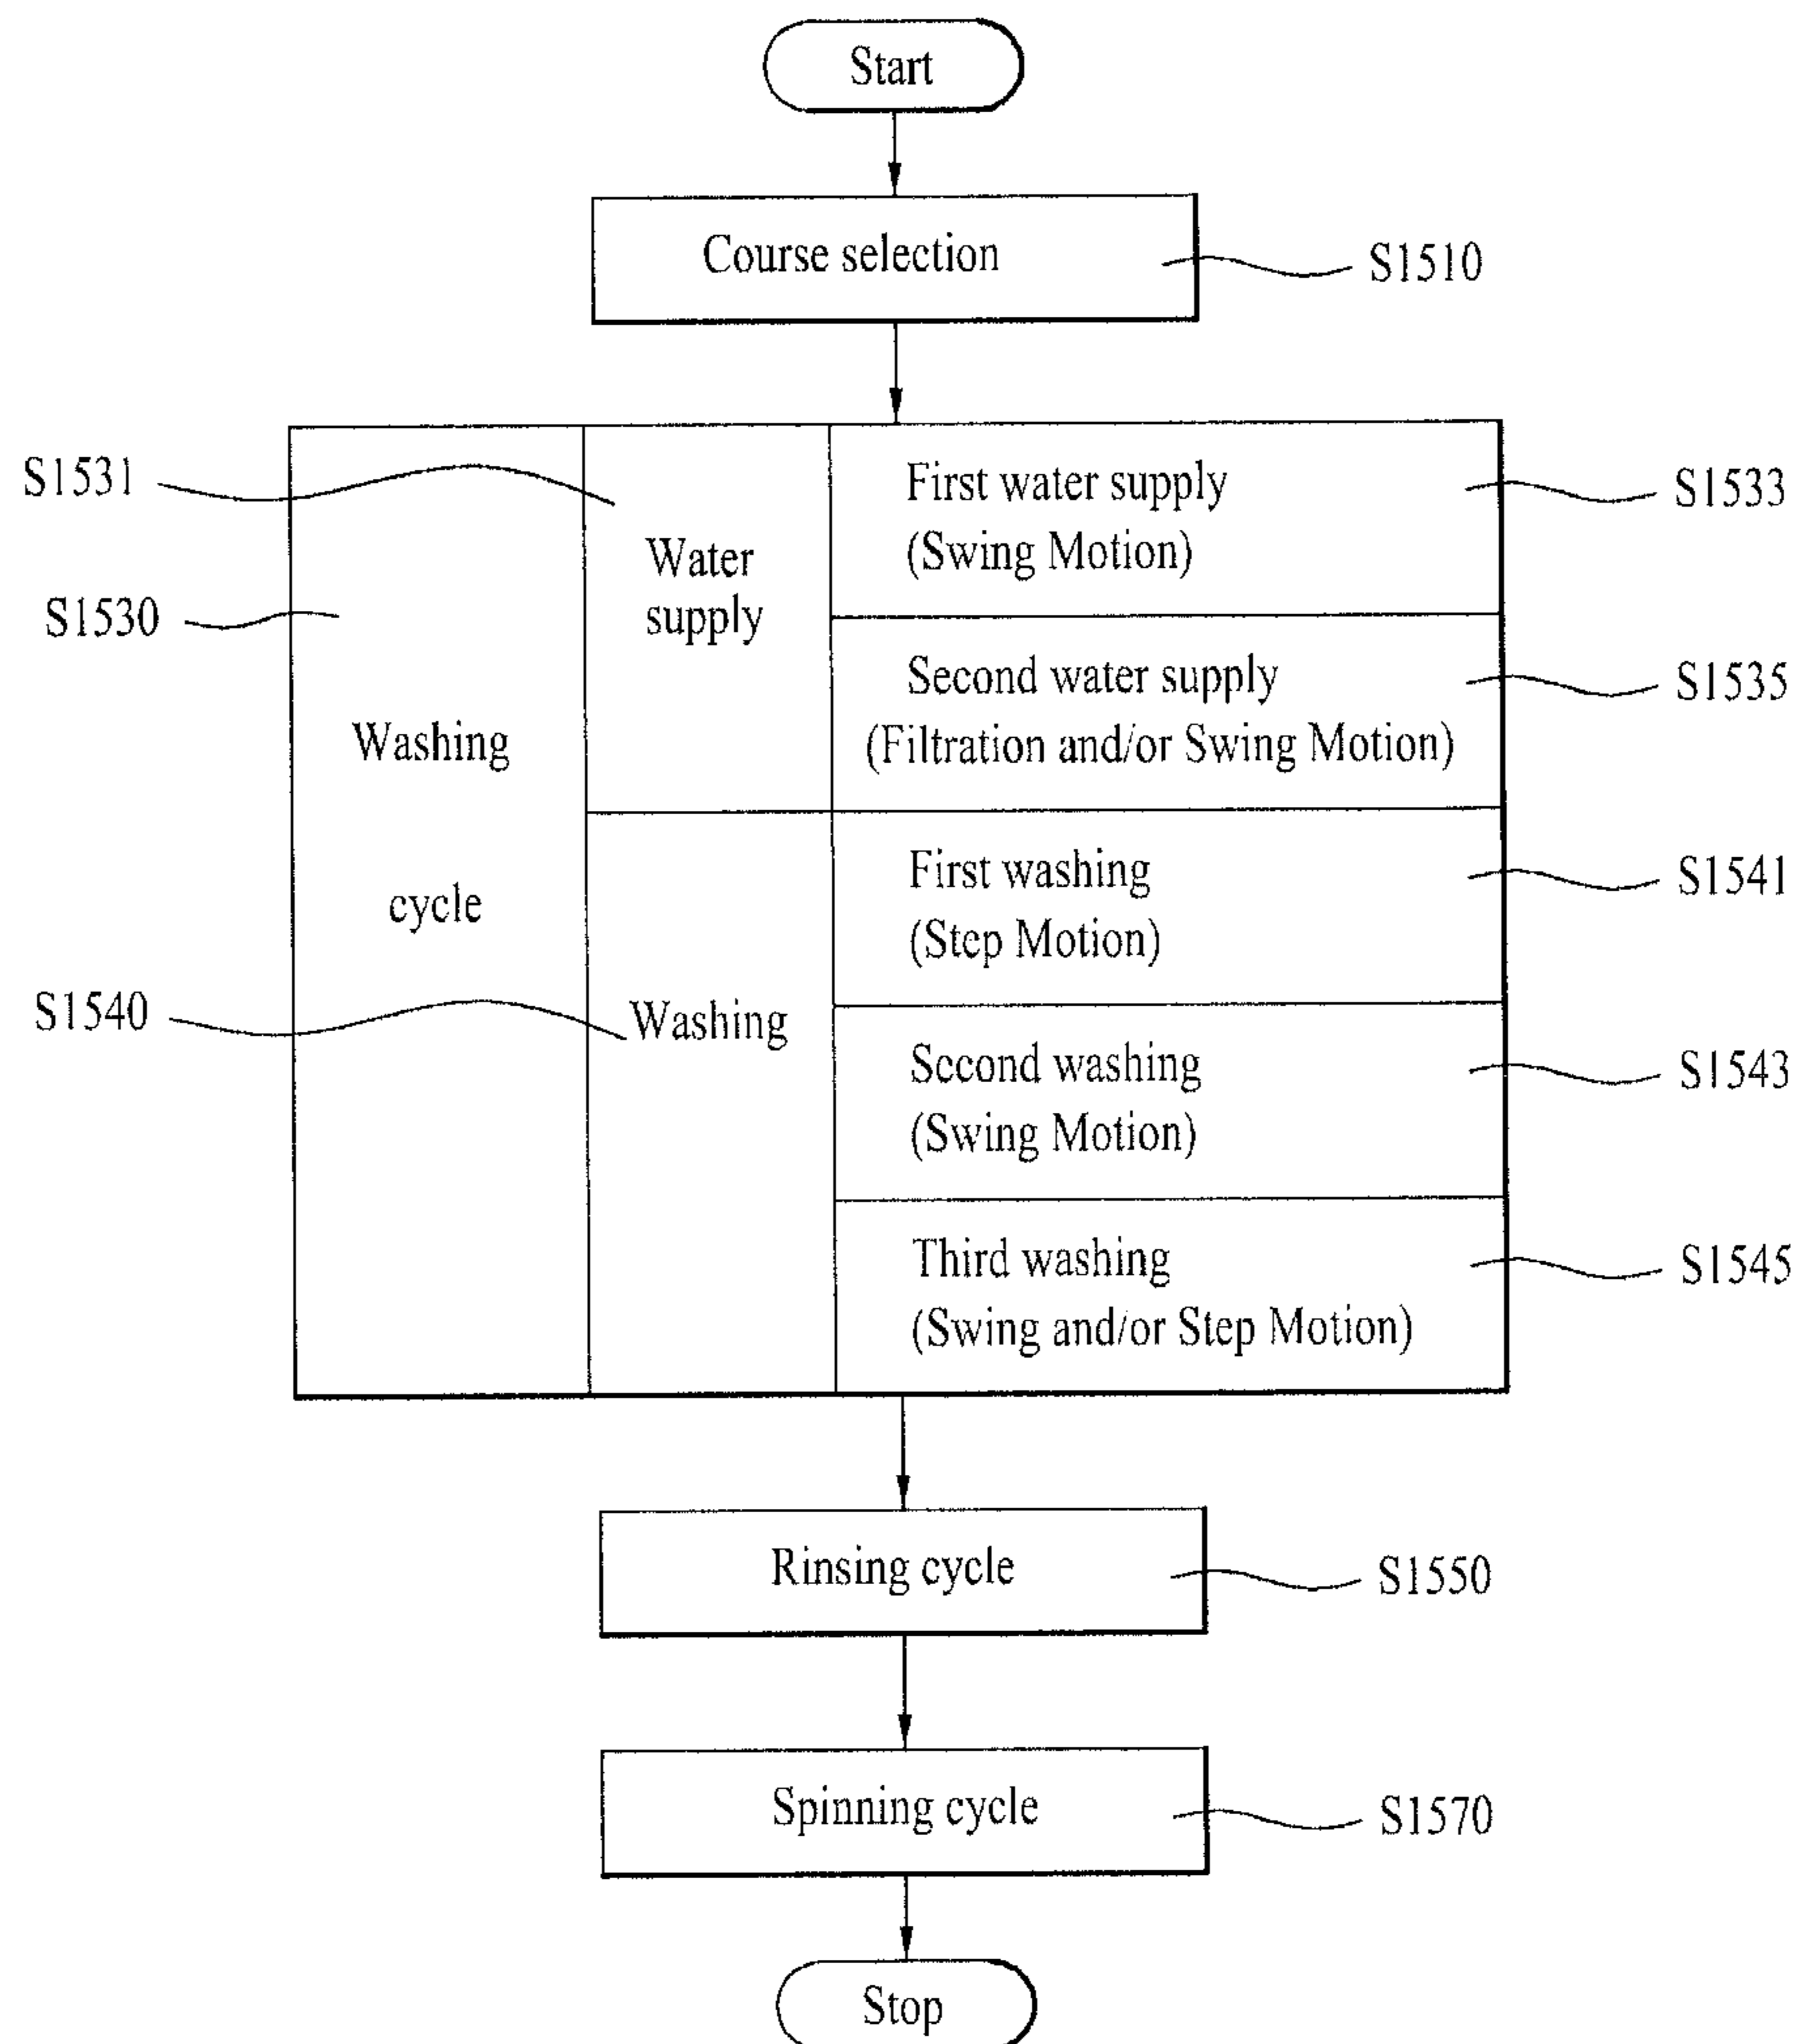 Start
Course selection
S1510
S1531
S1530
Washing
cycle
Water
supply
First water supply
(Swing Motion)
S1533
Second water supply
(Filtration and/or Swing Motion)
S1535
S1540
Washing
First washing
(Step Motion)
S1541
Second washing
(Swing Motion)
S1543
Third washing
(Swing and/or Step Motion)
S1545
Rinsing cycle
S1550
Spinning cycle
S1570
Stop